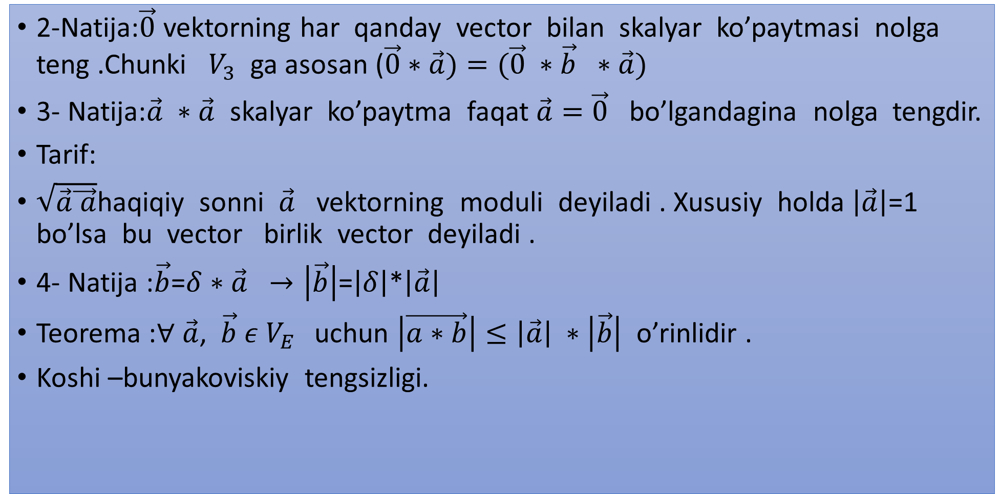 • 2-Natija:$\vec{0}$ vektorning har qanday vector bilan skalyar ko’paytmasi nolga
teng .Chunki $V_3$ ga asosan $(\vec{0} * \vec{a}) = (\vec{0} * \vec{b} * \vec{a})$
• 3- Natija:$\vec{a} * \vec{a}$ skalyar ko’paytma faqat $\vec{a} = \vec{0}$ bo’lgandagina nolga tengdir.
• Tarif:
• $\sqrt{\vec{a}\,\vec{a}}$haqiqiy sonni $\vec{a}$ vektorning moduli deyiladi . Xususiy holda $|\vec{a}|$=1
bo’lsa bu vector birlik vector deyiladi .
• 4- Natija :$\vec{b}$=$\delta * \vec{a}$ → $|\vec{b}|$=$|\delta|$*$|\vec{a}|$
• Teorema :∀ $\vec{a}$, $\vec{b} \,\epsilon\, V_E$ uchun $|\overrightarrow{a * b}| \leq |\vec{a}| * |\vec{b}|$ o’rinlidir .
• Koshi –bunyakoviskiy tengsizligi.